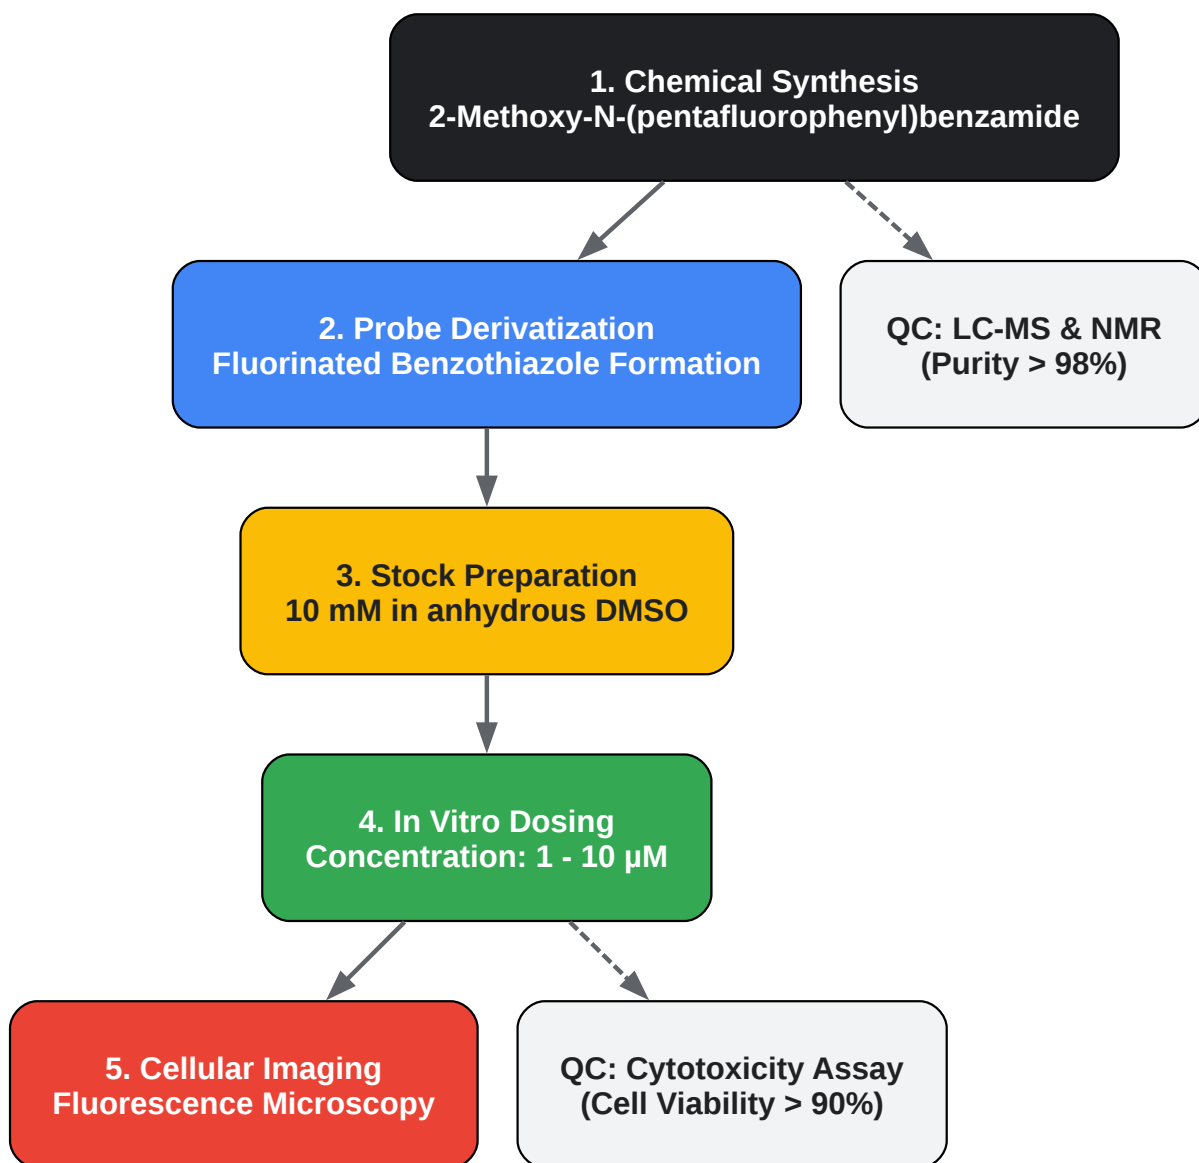 1. Chemical Synthesis
2-Methoxy-N-(pentafluorophenyl)benzamide
2. Probe Derivatization
Fluorinated Benzothiazole Formation
QC: LC-MS & NMR
(Purity > 98%)
3. Stock Preparation
10 mM in anhydrous DMSO
4. In Vitro Dosing
Concentration: 1 - 10 µM
5. Cellular Imaging
Fluorescence Microscopy
QC: Cytotoxicity Assay
(Cell Viability > 90%)